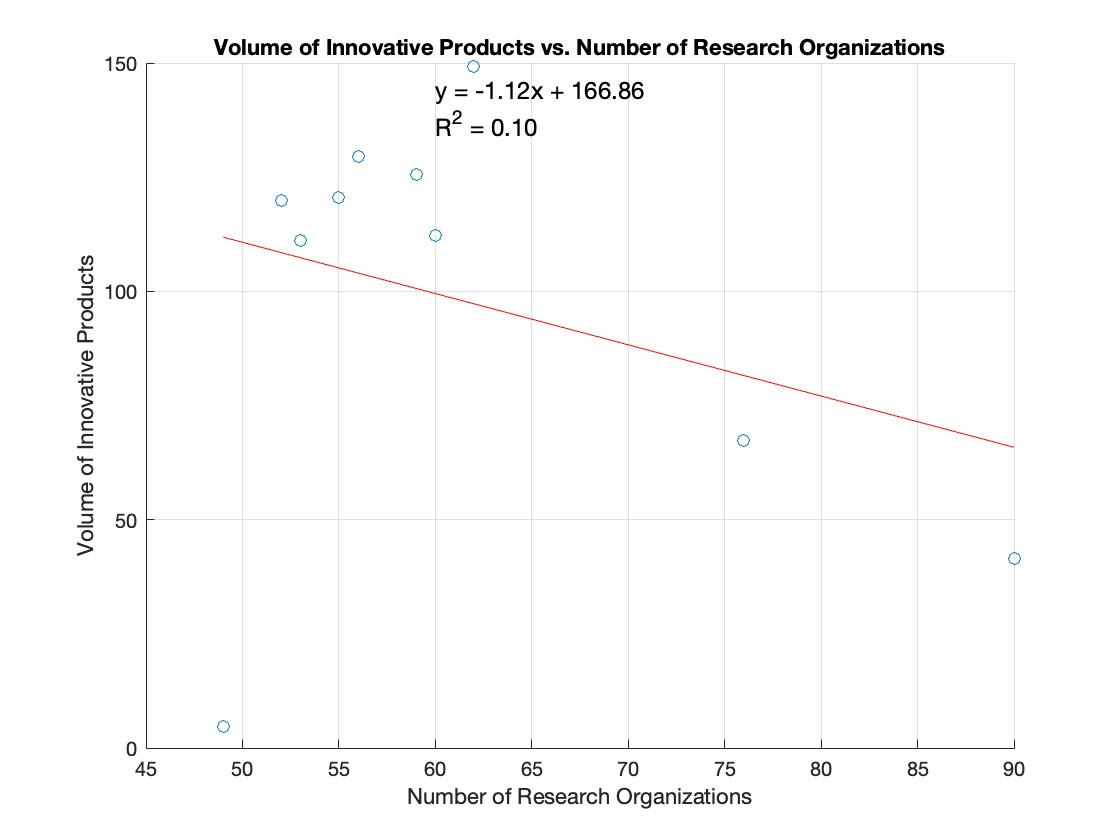 Volume of Innovative Products vs. Number of Research Organizations
y = -1.12x + 166.86
R² = 0.10
Volume of Innovative Products
150
100
50
0
45 50 55 60 65 70 75 80 85 90
Number of Research Organizations